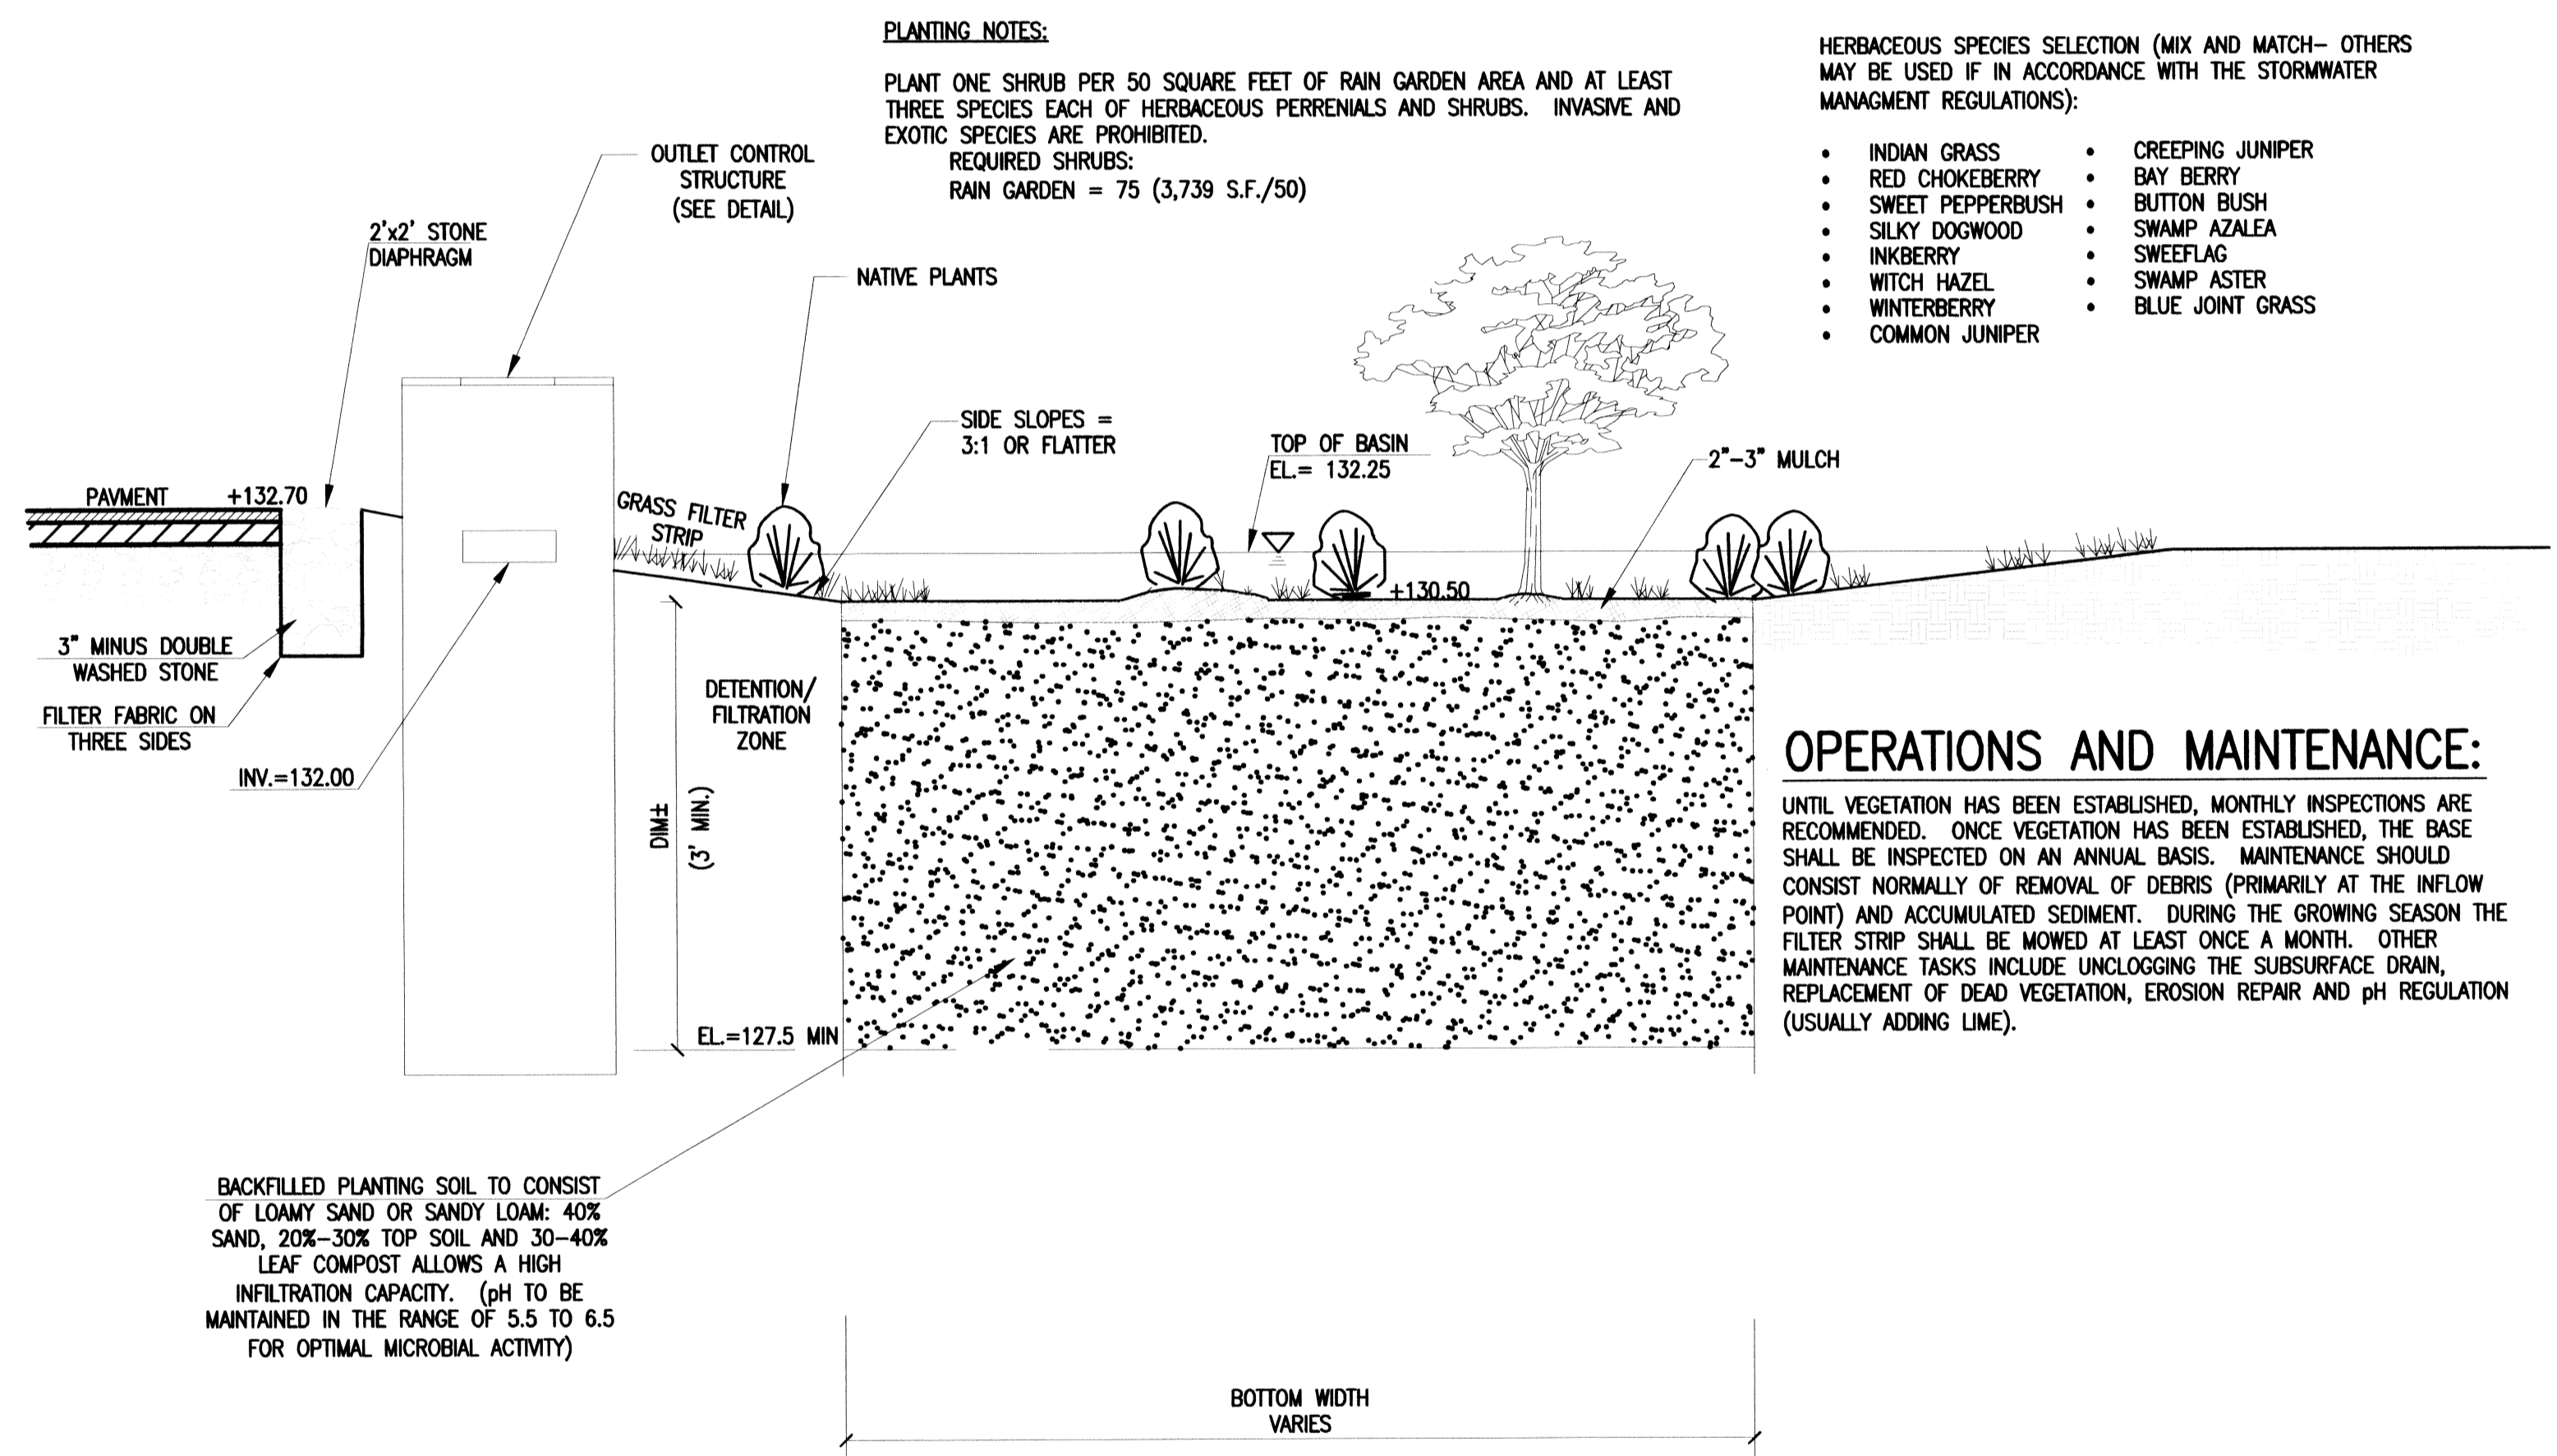 PLANTING NOTES:
PLANT ONE SHRUB PER 50 SQUARE FEET OF RAIN GARDEN AREA AND AT LEAST
THREE SPECIES EACH OF HERBACEOUS PERRENIALS AND SHRUBS. INVASIVE AND
EXOTIC SPECIES ARE PROHIBITED.
REQUIRED SHRUBS:
RAIN GARDEN = 75 (3,739 S.F./50)
HERBACEOUS SPECIES SELECTION (MIX AND MATCH- OTHERS
MAY BE USED IF IN ACCORDANCE WITH THE STORMWATER
MANAGMENT REGULATIONS):
• INDIAN GRASS
• RED CHOKEBERRY
• SWEET PEPPERBUSH
• SILKY DOGWOOD
• INKBERRY
• WITCH HAZEL
• WINTERBERRY
• COMMON JUNIPER
• CREEPING JUNIPER
• BAY BERRY
• BUTTON BUSH
• SWAMP AZALEA
• SWEEFLAG
• SWAMP ASTER
• BLUE JOINT GRASS
OUTLET CONTROL
STRUCTURE
(SEE DETAIL)
2'x2' STONE
DIAPHRAGM
NATIVE PLANTS
SIDE SLOPES =
3:1 OR FLATTER
TOP OF BASIN
EL.= 132.25
2"-3" MULCH
PAVMENT
+132.70
GRASS FILTER
STRIP
+130.50
3" MINUS DOUBLE
WASHED STONE
FILTER FABRIC ON
THREE SIDES
INV.=132.00
DETENTION/
FILTRATION
ZONE
DIM±
(3' MIN.)
EL.=127.5 MIN
OPERATIONS AND MAINTENANCE:
UNTIL VEGETATION HAS BEEN ESTABLISHED, MONTHLY INSPECTIONS ARE
RECOMMENDED. ONCE VEGETATION HAS BEEN ESTABLISHED, THE BASE
SHALL BE INSPECTED ON AN ANNUAL BASIS. MAINTENANCE SHOULD
CONSIST NORMALLY OF REMOVAL OF DEBRIS (PRIMARILY AT THE INFLOW
POINT) AND ACCUMULATED SEDIMENT. DURING THE GROWING SEASON THE
FILTER STRIP SHALL BE MOWED AT LEAST ONCE A MONTH. OTHER
MAINTENANCE TASKS INCLUDE UNCLOGGING THE SUBSURFACE DRAIN,
REPLACEMENT OF DEAD VEGETATION, EROSION REPAIR AND pH REGULATION
(USUALLY ADDING LIME).
BACKFILLED PLANTING SOIL TO CONSIST
OF LOAMY SAND OR SANDY LOAM: 40%
SAND, 20%-30% TOP SOIL AND 30-40%
LEAF COMPOST ALLOWS A HIGH
INFILTRATION CAPACITY. (pH TO BE
MAINTAINED IN THE RANGE OF 5.5 TO 6.5
FOR OPTIMAL MICROBIAL ACTIVITY)
BOTTOM WIDTH
VARIES